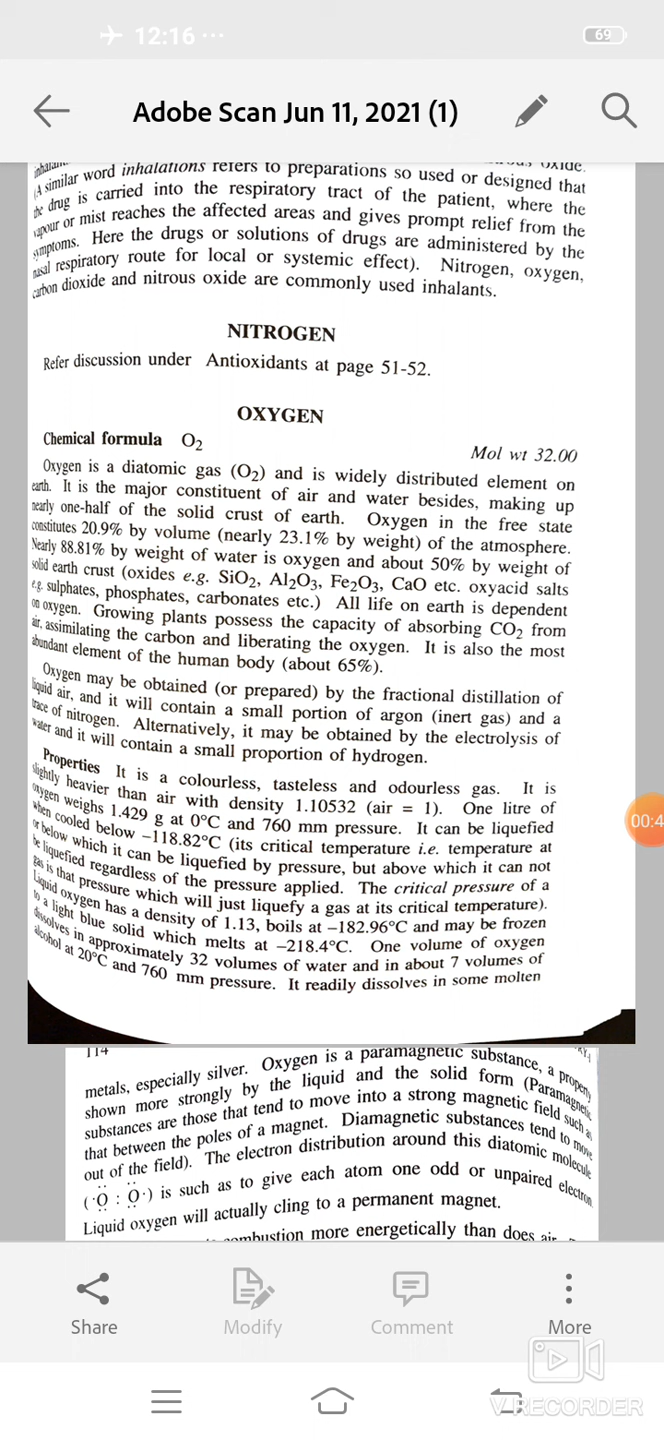 12:16 ...
69
Adobe Scan Jun 11, 2021 (1)
oxide.
(A similar word inhalations refers to preparations so used or designed that
the drug is carried into the respiratory tract of the patient, where the
vapour or mist reaches the affected areas and gives prompt relief from the
symptoms. Here the drugs or solutions of drugs are administered by the
nasal respiratory route for local or systemic effect). Nitrogen, oxygen,
carbon dioxide and nitrous oxide are commonly used inhalants.
NITROGEN
Refer discussion under Antioxidants at page 51-52.
OXYGEN
Chemical formula O2
Mol wt 32.00
Oxygen is a diatomic gas (O2) and is widely distributed element on
earth. It is the major constituent of air and water besides, making up
nearly one-half of the solid crust of earth. Oxygen in the free state
constitutes 20.9% by volume (nearly 23.1% by weight) of the atmosphere.
Nearly 88.81% by weight of water is oxygen and about 50% by weight of
solid earth crust (oxides e.g. SiO2, Al2O3, Fe2O3, CaO etc. oxyacid salts
e.g. sulphates, phosphates, carbonates etc.) All life on earth is dependent
on oxygen. Growing plants possess the capacity of absorbing CO2 from
air, assimilating the carbon and liberating the oxygen. It is also the most
abundant element of the human body (about 65%).
Oxygen may be obtained (or prepared) by the fractional distillation of
liquid air, and it will contain a small portion of argon (inert gas) and a
trace of nitrogen. Alternatively, it may be obtained by the electrolysis of
water and it will contain a small proportion of hydrogen.
Properties It is a colourless, tasteless and odourless gas. It is
slightly heavier than air with density 1.10532 (air = 1). One litre of
oxygen weighs 1.429 g at 0°C and 760 mm pressure. It can be liquefied
when cooled below −118.82°C (its critical temperature i.e. temperature at
or below which it can be liquefied by pressure, but above which it can not
be liquefied regardless of the pressure applied. The critical pressure of a
gas is that pressure which will just liquefy a gas at its critical temperature).
Liquid oxygen has a density of 1.13, boils at −182.96°C and may be frozen
to a light blue solid which melts at −218.4°C. One volume of oxygen
dissolves in approximately 32 volumes of water and in about 7 volumes of
alcohol at 20°C and 760 mm pressure. It readily dissolves in some molten
00:4
114
metals, especially silver. Oxygen is a paramagnetic substance, a property
shown more strongly by the liquid and the solid form (Paramagnetic
substances are those that tend to move into a strong magnetic field such as
that between the poles of a magnet. Diamagnetic substances tend to move
out of the field). The electron distribution around this diatomic molecule
(·Ö : Ö·) is such as to give each atom one odd or unpaired electron
Liquid oxygen will actually cling to a permanent magnet.
combustion more energetically than does air
Share
Modify
Comment
More
V RECORDER